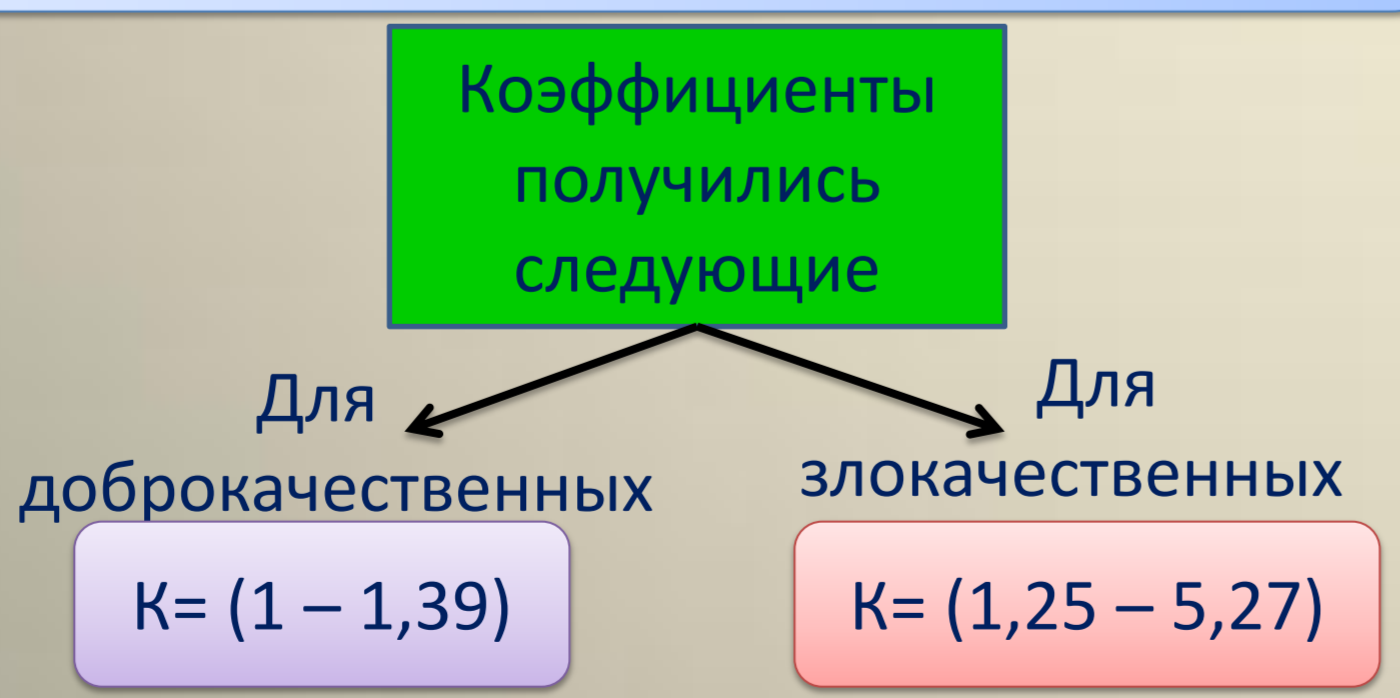 Коэффициенты
получились
следующие
Для
доброкачественных
К= (1 – 1,39)
Для
злокачественных
К= (1,25 – 5,27)